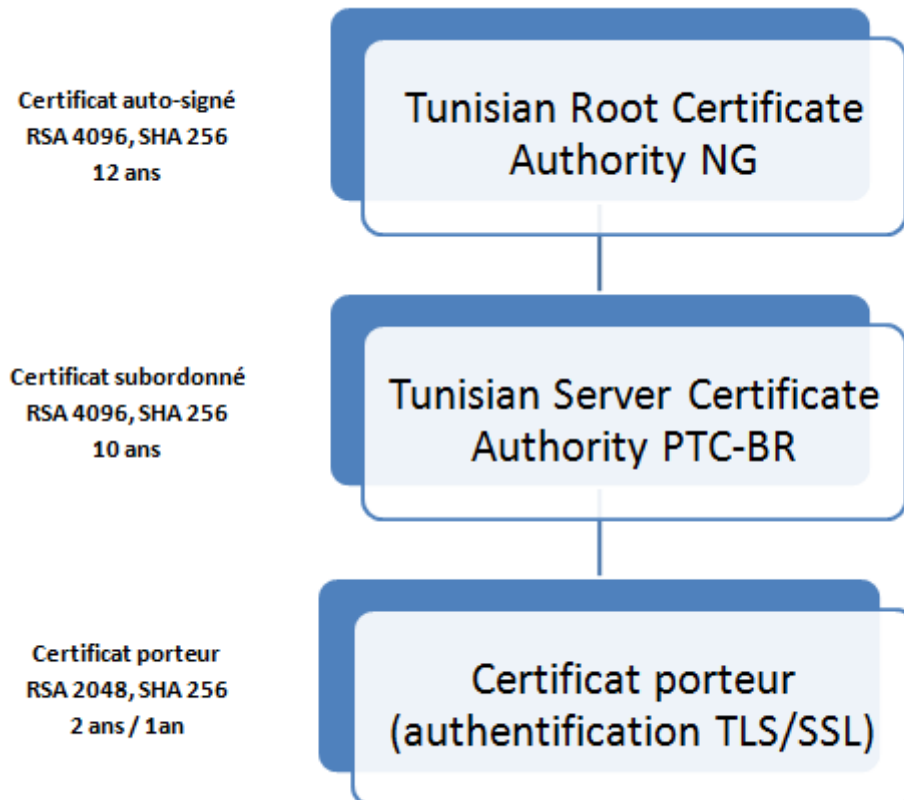 Certificat auto-signé
RSA 4096, SHA 256
12 ans
Tunisian Root Certificate
Authority NG
Certificat subordonné
RSA 4096, SHA 256
10 ans
Tunisian Server Certificate
Authority PTC-BR
Certificat porteur
RSA 2048, SHA 256
2 ans / 1an
Certificat porteur
(authentification TLS/SSL)